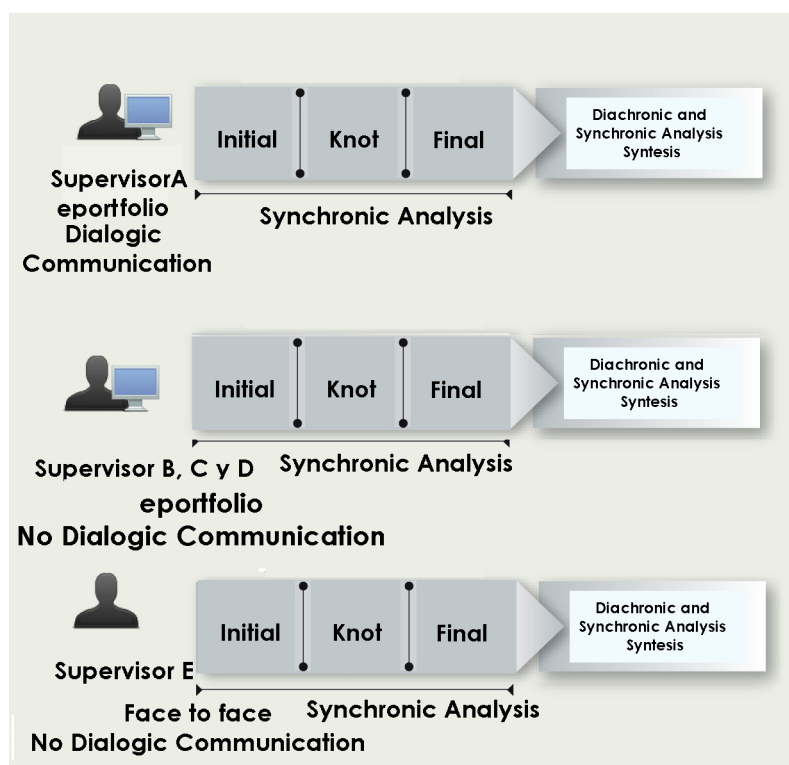 Initial
Knot
Final
Diachronic and
Synchronic Analysis
Syntesis
SupervisorA
eportfolio
Dialogic
Communication
Synchronic Analysis
Initial
Knot
Final
Diachronic and
Synchronic Analysis
Syntesis
Supervisor B, C y D
eportfolio
No Dialogic Communication
Synchronic Analysis
Initial
Knot
Final
Diachronic and
Synchronic Analysis
Syntesis
Supervisor E
Face to face
No Dialogic Communication
Synchronic Analysis